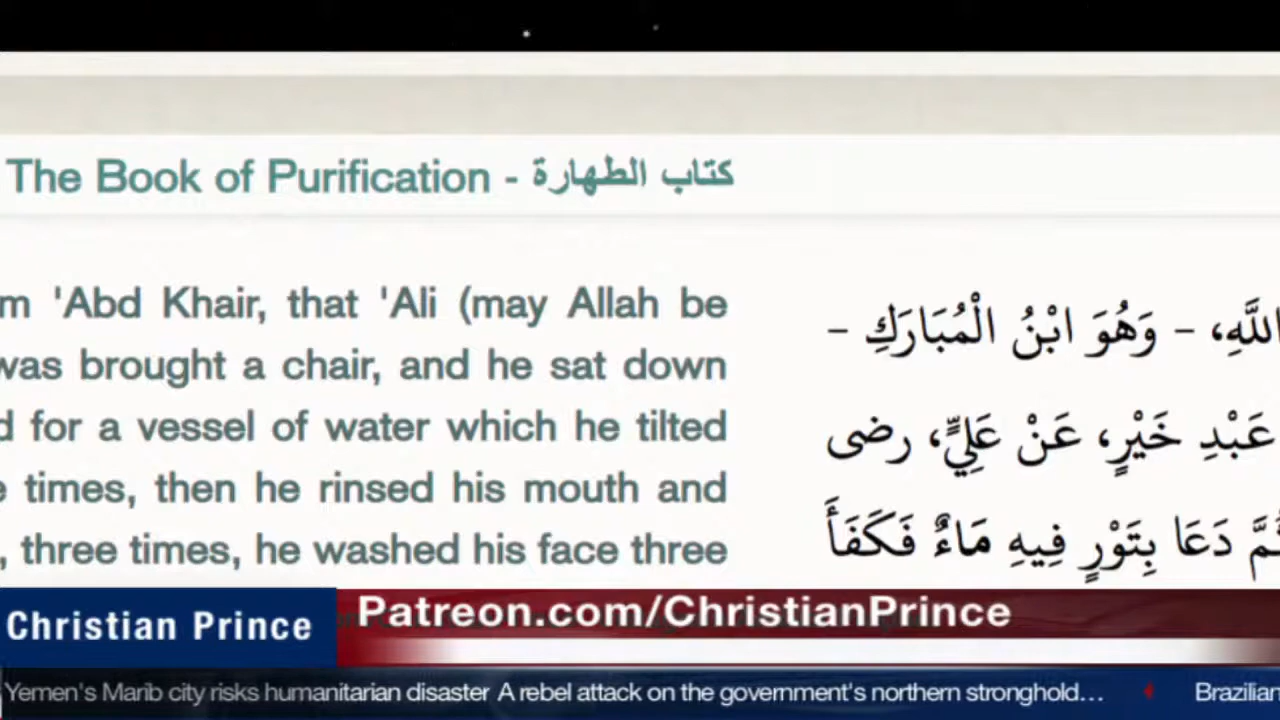 The Book of Purification - كتاب الطهارة
'Abd Khair, that 'Ali (may Allah be
was brought a chair, and he sat down
for a vessel of water which he tilted
times, then he rinsed his mouth and
, three times, he washed his face three
اللَّهِ، - وَهُوَ ابْنُ الْمُبَارَكِ -
عَبْدِ خَيْرٍ، عَنْ عَلِيٍّ، رضى
دَعَا بِتَوْرٍ فِيهِ مَاءٌ فَكَفَأَ
Christian Prince
Patreon.com/ChristianPrince
Yemen's Marib city risks humanitarian disaster A rebel attack on the government's northern stronghold...
Brazilian